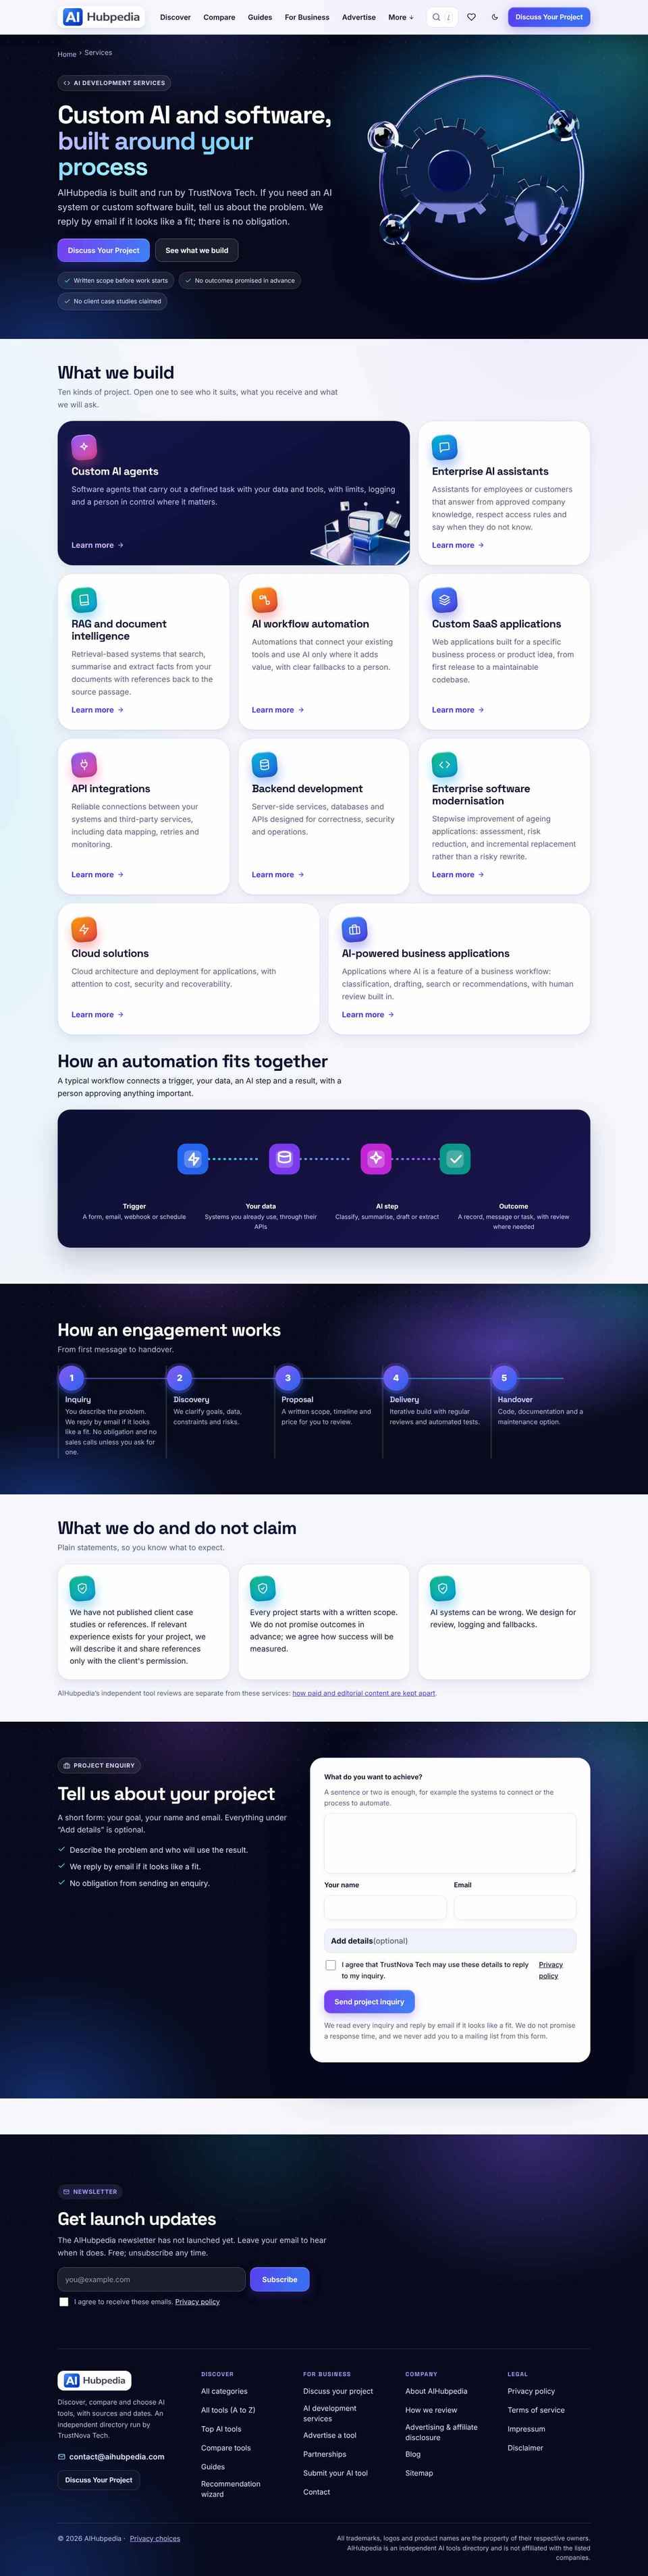 AI Hubpedia
Discover
Compare
Guides
For Business
Advertise
More
/
Discuss Your Project
Home › Services
AI DEVELOPMENT SERVICES
Custom AI and software,
built around your
process
AIHubpedia is built and run by TrustNova Tech. If you need an AI
system or custom software built, tell us about the problem. We
reply by email if it looks like a fit; there is no obligation.
Discuss Your Project
See what we build
Written scope before work starts
No outcomes promised in advance
No client case studies claimed
What we build
Ten kinds of project. Open one to see who it suits, what you receive and what
we will ask.
Custom AI agents
Software agents that carry out a defined task with your data and tools, with limits, logging
and a person in control where it matters.
Learn more →
Enterprise AI assistants
Assistants for employees or customers
that answer from approved company
knowledge, respect access rules and
say when they do not know.
Learn more →
RAG and document
intelligence
Retrieval-based systems that search,
summarise and extract facts from your
documents with references back to the
source passage.
Learn more →
AI workflow automation
Automations that connect your existing
tools and use AI only where it adds
value, with clear fallbacks to a person.
Learn more →
Custom SaaS applications
Web applications built for a specific
business process or product idea, from
first release to a maintainable
codebase.
Learn more →
API integrations
Reliable connections between your
systems and third-party services,
including data mapping, retries and
monitoring.
Learn more →
Backend development
Server-side services, databases and
APIs designed for correctness, security
and operations.
Learn more →
Enterprise software
modernisation
Stepwise improvement of ageing
applications: assessment, risk
reduction, and incremental replacement
rather than a risky rewrite.
Learn more →
Cloud solutions
Cloud architecture and deployment for applications, with
attention to cost, security and recoverability.
Learn more →
AI-powered business applications
Applications where AI is a feature of a business workflow:
classification, drafting, search or recommendations, with human
review built in.
Learn more →
How an automation fits together
A typical workflow connects a trigger, your data, an AI step and a result, with a
person approving anything important.
Trigger
A form, email, webhook or schedule
Your data
Systems you already use, through their
APIs
AI step
Classify, summarise, draft or extract
Outcome
A record, message or task, with review
where needed
How an engagement works
From first message to handover.
1
Inquiry
You describe the problem.
We reply by email if it looks
like a fit. No obligation and no
sales calls unless you ask for
one.
2
Discovery
We clarify goals, data,
constraints and risks.
3
Proposal
A written scope, timeline and
price for you to review.
4
Delivery
Iterative build with regular
reviews and automated tests.
5
Handover
Code, documentation and a
maintenance option.
What we do and do not claim
Plain statements, so you know what to expect.
We have not published client case
studies or references. If relevant
experience exists for your project, we
will describe it and share references
only with the client's permission.
Every project starts with a written scope.
We do not promise outcomes in
advance; we agree how success will be
measured.
AI systems can be wrong. We design for
review, logging and fallbacks.
AIHubpedia's independent tool reviews are separate from these services: how paid and editorial content are kept apart.
PROJECT ENQUIRY
Tell us about your project
A short form: your goal, your name and email. Everything under
“Add details” is optional.
Describe the problem and who will use the result.
We reply by email if it looks like a fit.
No obligation from sending an enquiry.
What do you want to achieve?
A sentence or two is enough, for example the systems to connect or the
process to automate.
Your name
Email
Add details(optional)
I agree that TrustNova Tech may use these details to reply
to my inquiry.
Privacy
policy
Send project inquiry
We read every inquiry and reply by email if it looks like a fit. We do not promise
a response time, and we never add you to a mailing list from this form.
NEWSLETTER
Get launch updates
The AIHubpedia newsletter has not launched yet. Leave your email to hear
when it does. Free; unsubscribe any time.
you@example.com
Subscribe
I agree to receive these emails. Privacy policy
AI Hubpedia
Discover, compare and choose AI
tools, with sources and dates. An
independent directory run by
TrustNova Tech.
contact@aihubpedia.com
Discuss Your Project
DISCOVER
All categories
All tools (A to Z)
Top AI tools
Compare tools
Guides
Recommendation
wizard
FOR BUSINESS
Discuss your project
AI development
services
Advertise a tool
Partnerships
Submit your AI tool
Contact
COMPANY
About AIHubpedia
How we review
Advertising & affiliate
disclosure
Blog
Sitemap
LEGAL
Privacy policy
Terms of service
Impressum
Disclaimer
© 2026 AIHubpedia · Privacy choices
All trademarks, logos and product names are the property of their respective owners.
AIHubpedia is an independent AI tools directory and is not affiliated with the listed
companies.